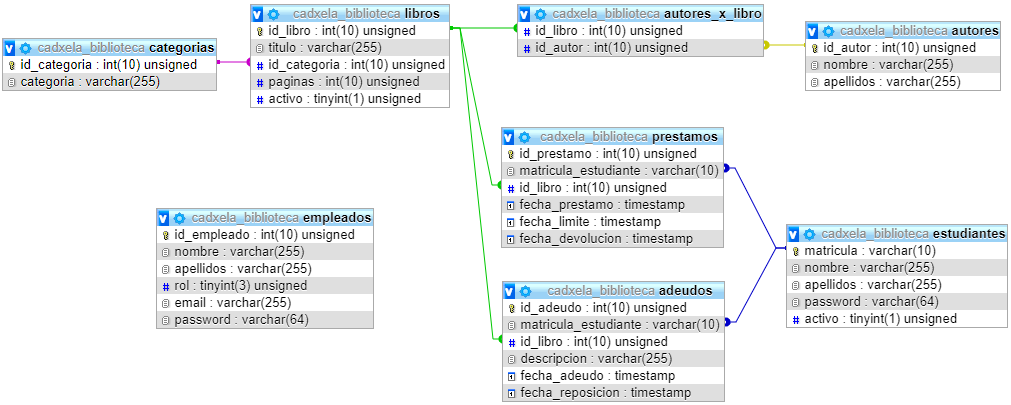 cadxela_biblioteca categorias
id_categoria : int(10) unsigned
categoria : varchar(255)
cadxela_biblioteca libros
id_libro : int(10) unsigned
titulo : varchar(255)
id_categoria : int(10) unsigned
paginas : int(10) unsigned
activo : tinyint(1) unsigned
cadxela_biblioteca autores_x_libro
id_libro : int(10) unsigned
id_autor : int(10) unsigned
cadxela_biblioteca autores
id_autor : int(10) unsigned
nombre : varchar(255)
apellidos : varchar(255)
cadxela_biblioteca prestamos
id_prestamo : int(10) unsigned
matricula_estudiante : varchar(10)
id_libro : int(10) unsigned
fecha_prestamo : timestamp
fecha_limite : timestamp
fecha_devolucion : timestamp
cadxela_biblioteca empleados
id_empleado : int(10) unsigned
nombre : varchar(255)
apellidos : varchar(255)
rol : tinyint(3) unsigned
email : varchar(255)
password : varchar(64)
cadxela_biblioteca estudiantes
matricula : varchar(10)
nombre : varchar(255)
apellidos : varchar(255)
password : varchar(64)
activo : tinyint(1) unsigned
cadxela_biblioteca adeudos
id_adeudo : int(10) unsigned
matricula_estudiante : varchar(10)
id_libro : int(10) unsigned
descripcion : varchar(255)
fecha_adeudo : timestamp
fecha_reposicion : timestamp